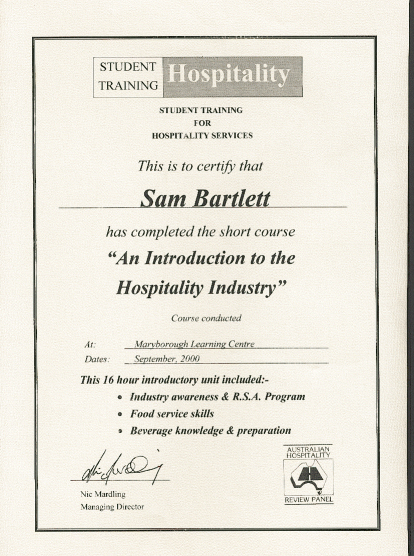 STUDENT TRAINING Hospitality
STUDENT TRAINING
FOR
HOSPITALITY SERVICES
This is to certify that
Sam Bartlett
has completed the short course
“An Introduction to the
Hospitality Industry”
Course conducted
At: Maryborough Learning Centre
Dates: September, 2000
This 16 hour introductory unit included:-
• Industry awareness & R.S.A. Program
• Food service skills
• Beverage knowledge & preparation
Nic Mardling
Managing Director
AUSTRALIAN
HOSPITALITY
REVIEW PANEL